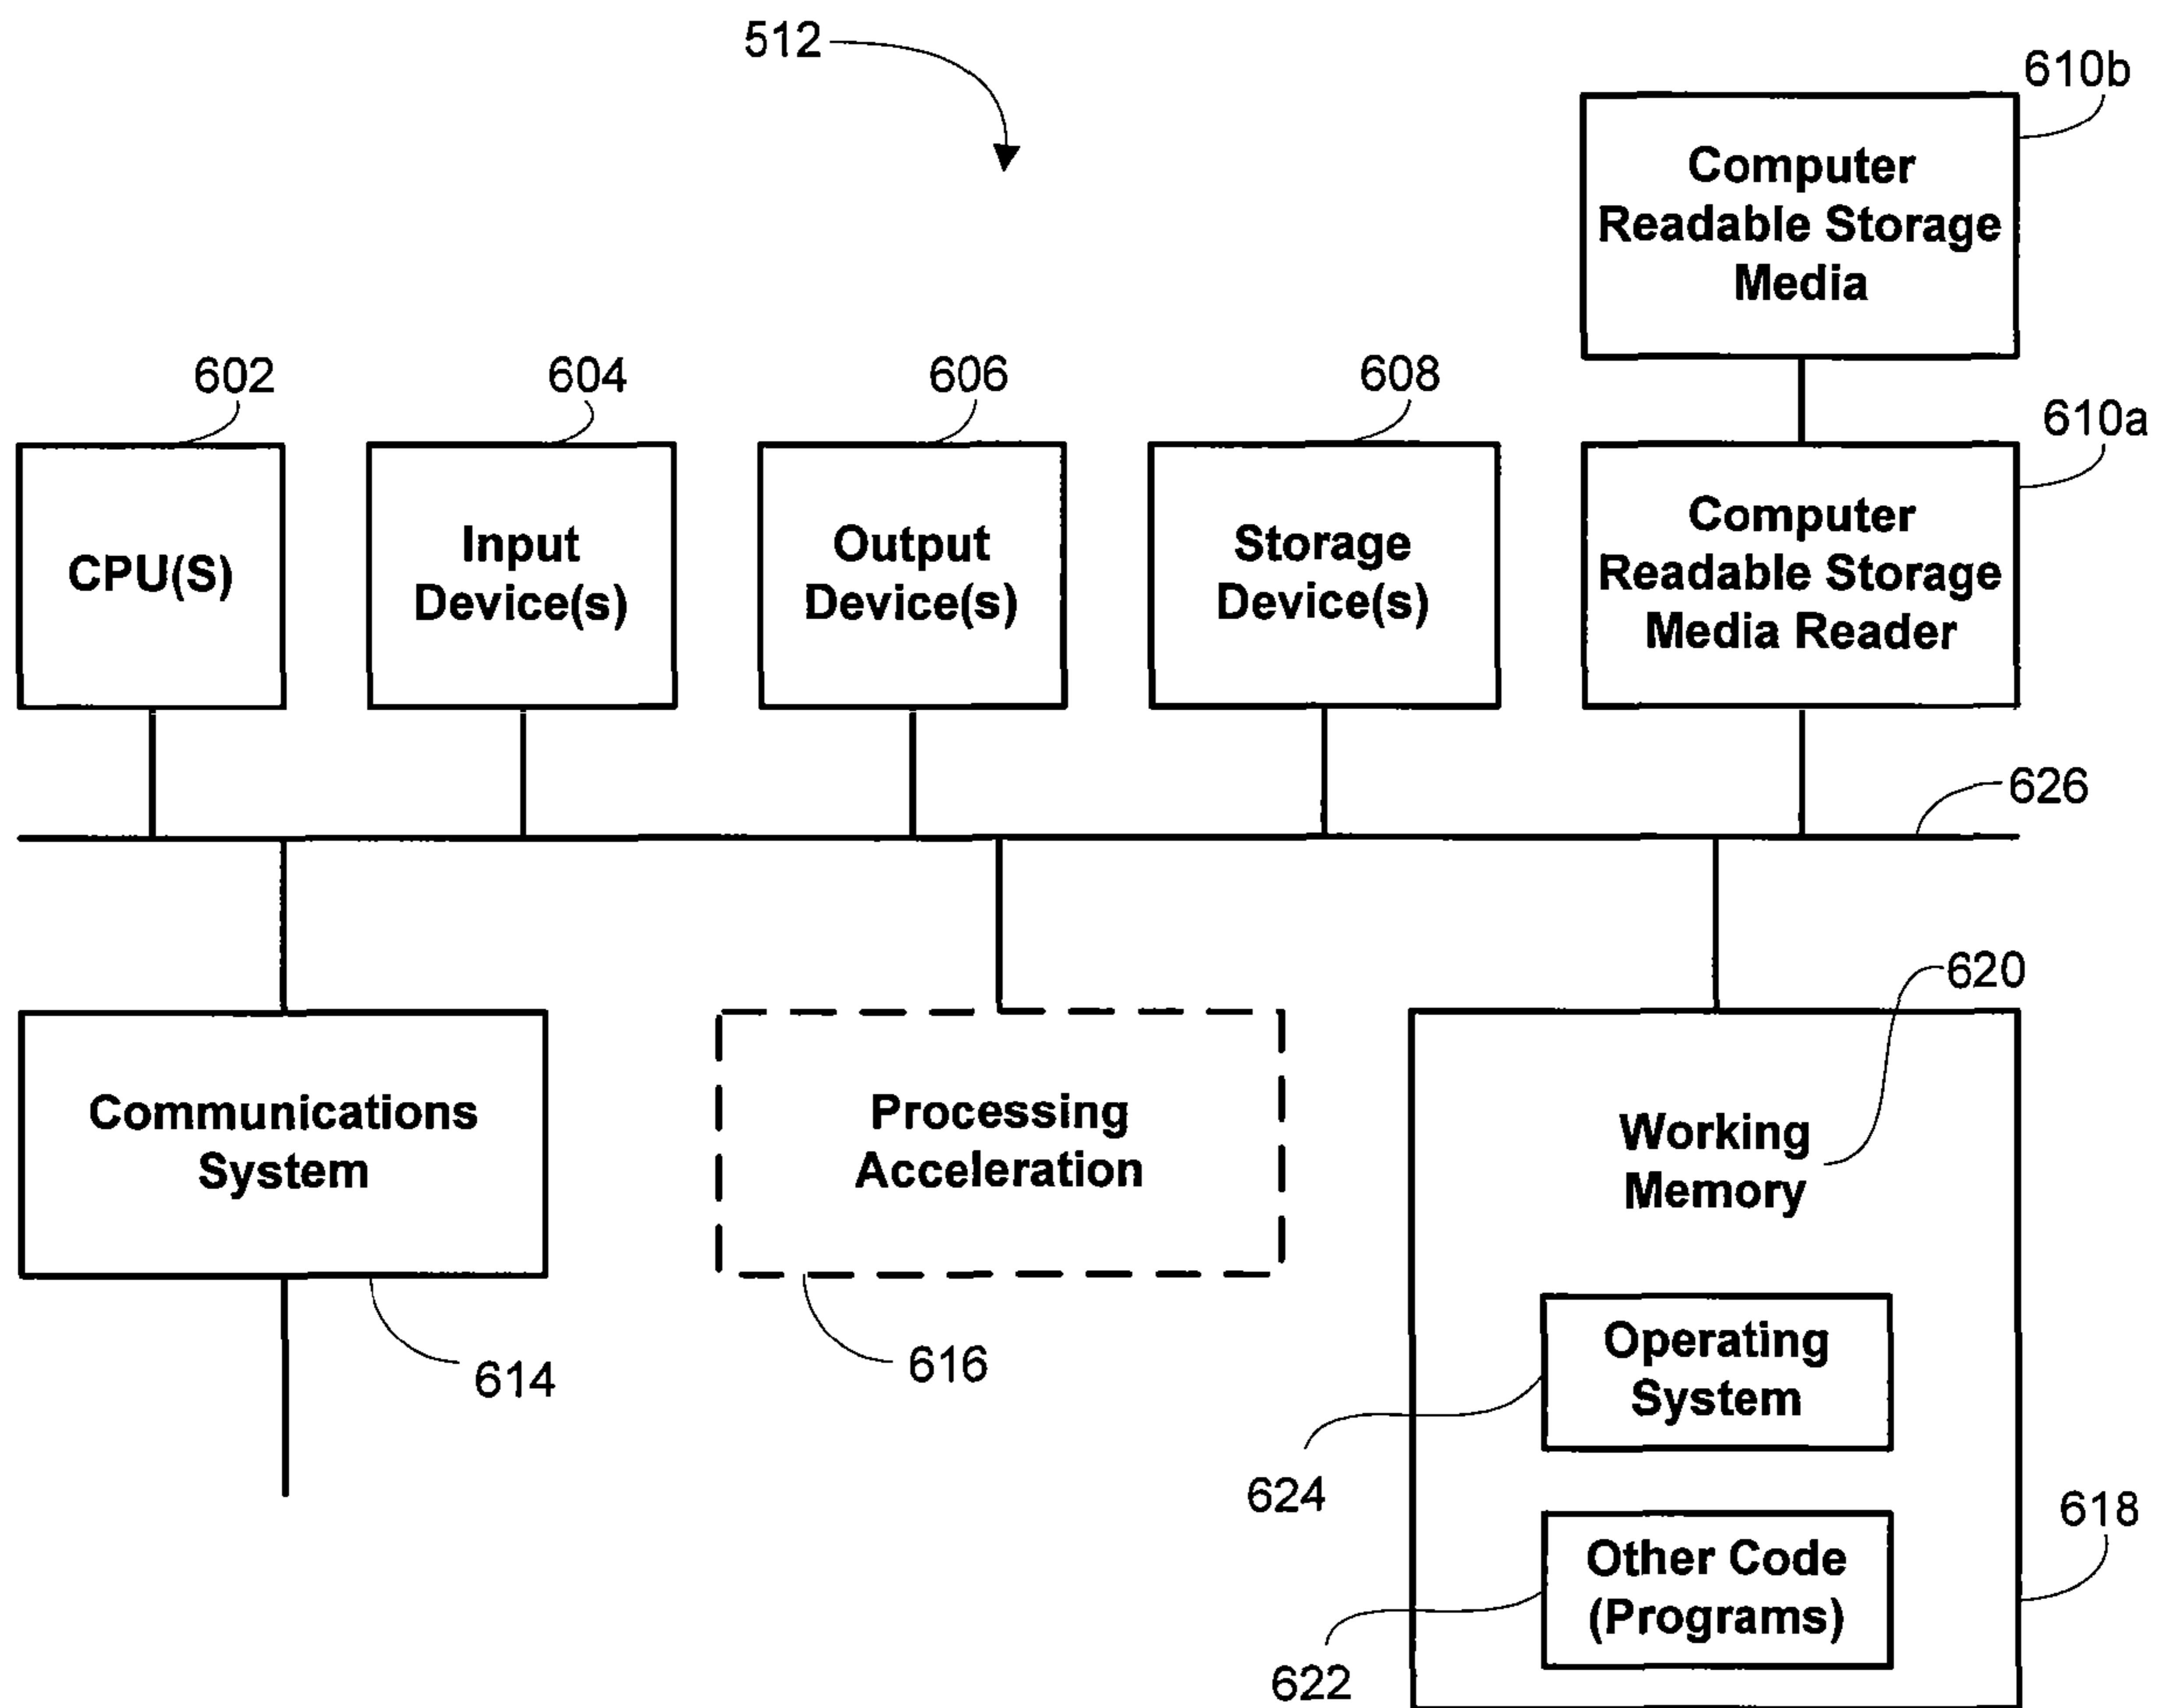 512
610b
Computer
Readable Storage
Media
602
604
606
608
610a
CPU(S)
Input
Device(s)
Output
Device(s)
Storage
Device(s)
Computer
Readable Storage
Media Reader
626
620
Communications
System
Processing
Acceleration
Working
Memory
614
616
Operating
System
624
618
Other Code
(Programs)
622